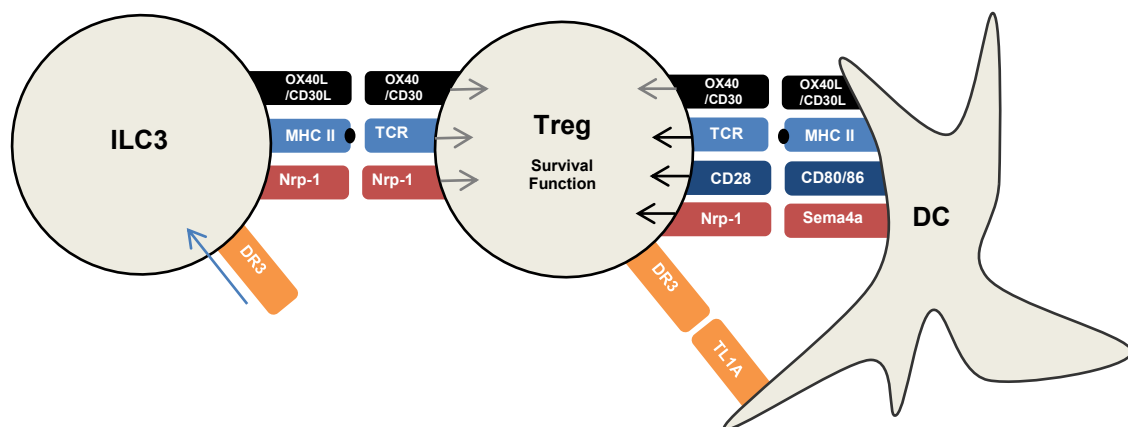 ILC3
OX40L
/CD30L
OX40
/CD30
MHC II
TCR
Nrp-1
Nrp-1
DR3
Treg
Survival
Function
OX40
/CD30
OX40L
/CD30L
TCR
MHC II
CD28
CD80/86
Nrp-1
Sema4a
DR3
TL1A
DC